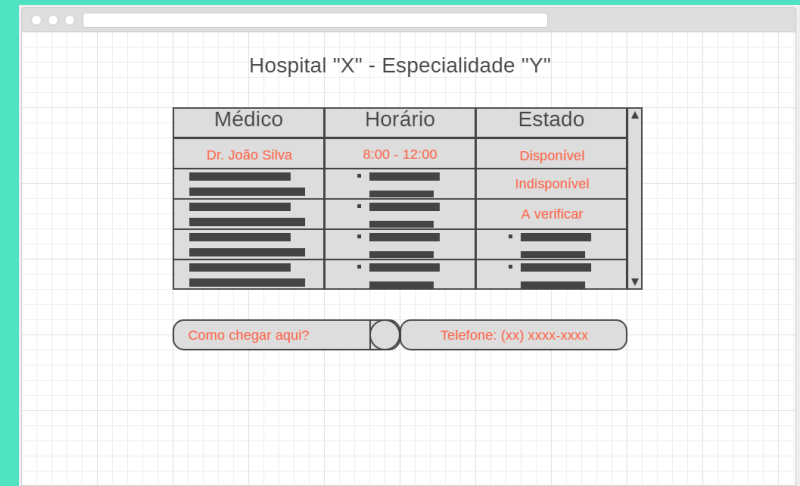 Hospital "X" - Especialidade "Y"
Médico Horário Estado
Dr. João Silva 8:00 - 12:00 Disponível
Indisponível
A verificar
Como chegar aqui? Telefone: (xx) xxxx-xxxx